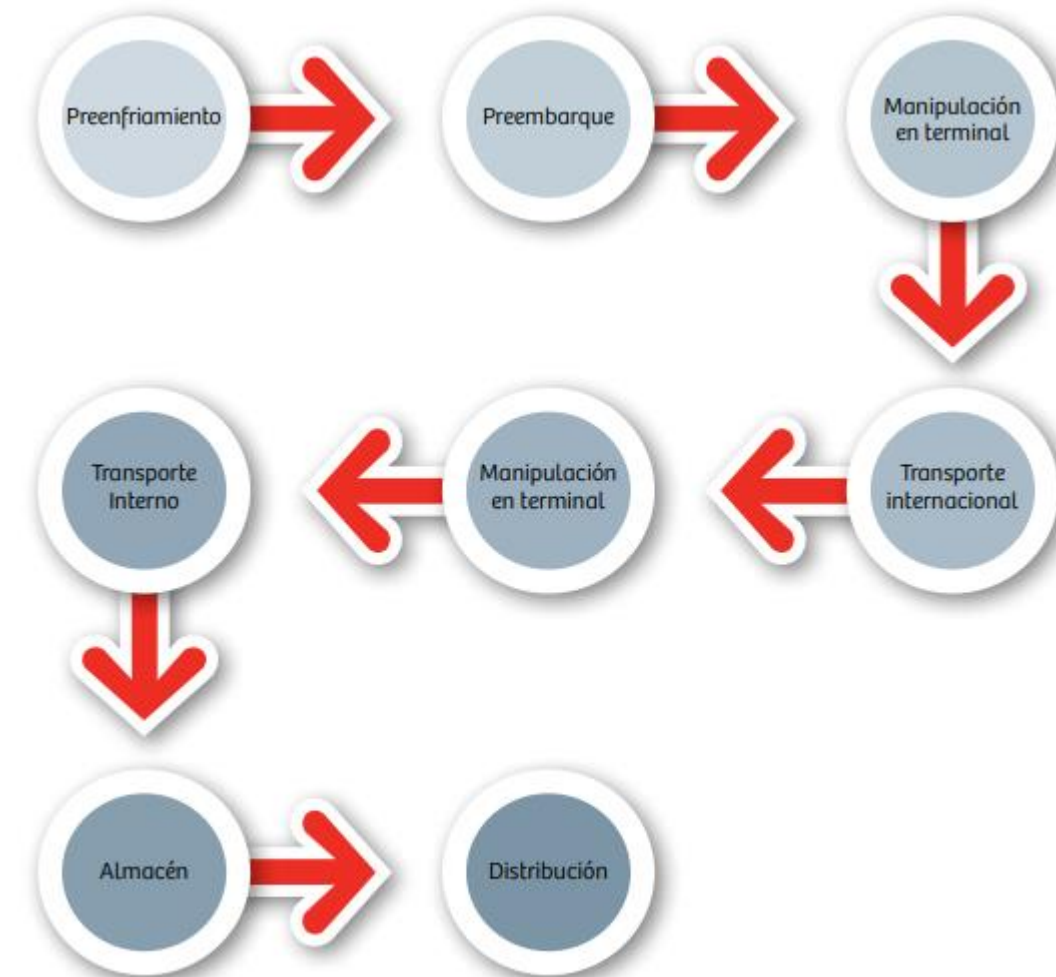 Preenfriamiento
Preembarque
Manipulación
en terminal
Transporte
internacional
Manipulación
en terminal
Transporte
Interno
Almacén
Distribución